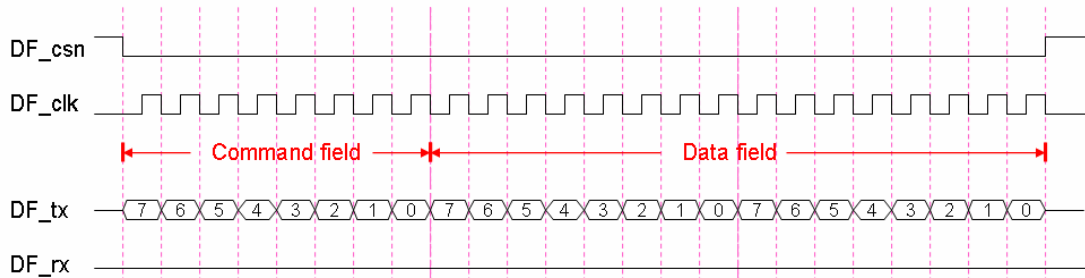 DF_csn
DF_clk
Command field Data field
DF_tx 7 6 5 4 3 2 1 0 7 6 5 4 3 2 1 0 7 6 5 4 3 2 1 0
DF_rx